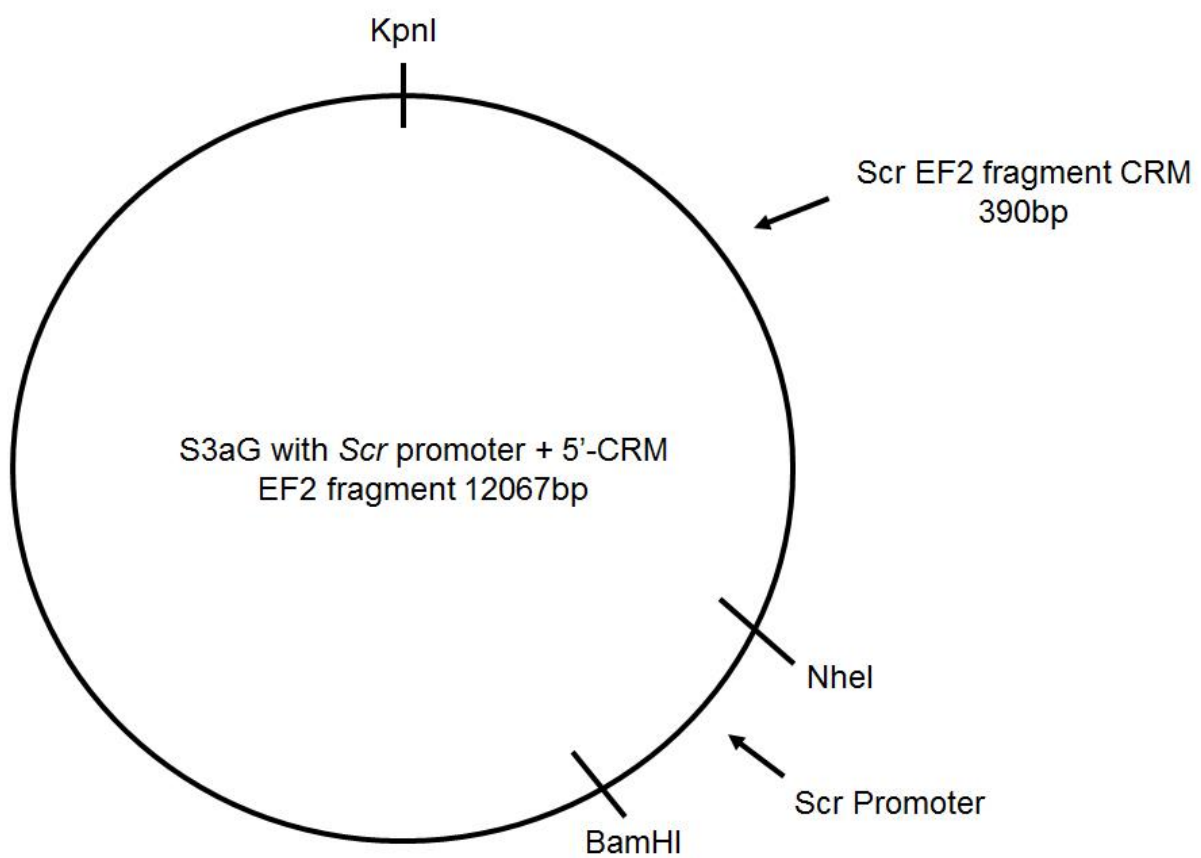 KpnI
Scr EF2 fragment CRM
390bp
S3aG with Scr promoter + 5’-CRM
EF2 fragment 12067bp
NheI
Scr Promoter
BamHI